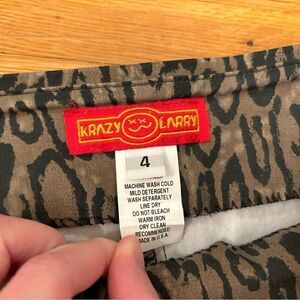 KRAZY LARRY
4
MACHINE WASH COLD
MILD DETERGENT
WASH SEPARATELY
LINE DRY
DO NOT BLEACH
WARM IRON
DRY CLEAN
RECOMMENDED
MADE IN U.S.A.